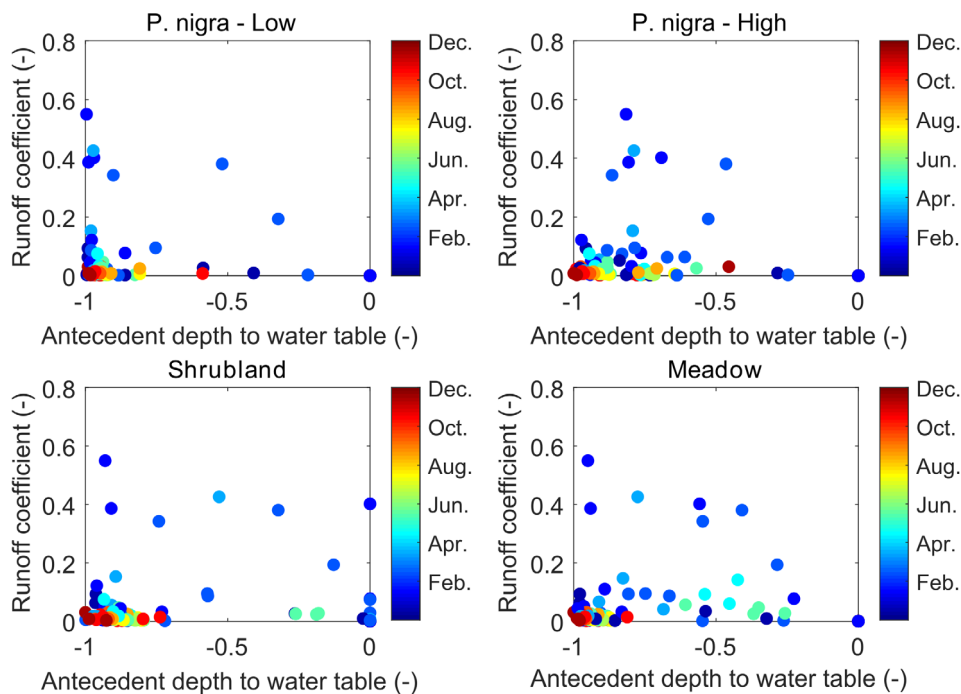 P. nigra - Low
Runoff coefficient (-)
0.8
0.6
0.4
0.2
0
-1
-0.5
0
Antecedent depth to water table (-)
Dec.
Oct.
Aug.
Jun.
Apr.
Feb.
P. nigra - High
Runoff coefficient (-)
0.8
0.6
0.4
0.2
0
-1
-0.5
0
Antecedent depth to water table (-)
Dec.
Oct.
Aug.
Jun.
Apr.
Feb.
Shrubland
Runoff coefficient (-)
0.8
0.6
0.4
0.2
0
-1
-0.5
0
Antecedent depth to water table (-)
Dec.
Oct.
Aug.
Jun.
Apr.
Feb.
Meadow
Runoff coefficient (-)
0.8
0.6
0.4
0.2
0
-1
-0.5
0
Antecedent depth to water table (-)
Dec.
Oct.
Aug.
Jun.
Apr.
Feb.